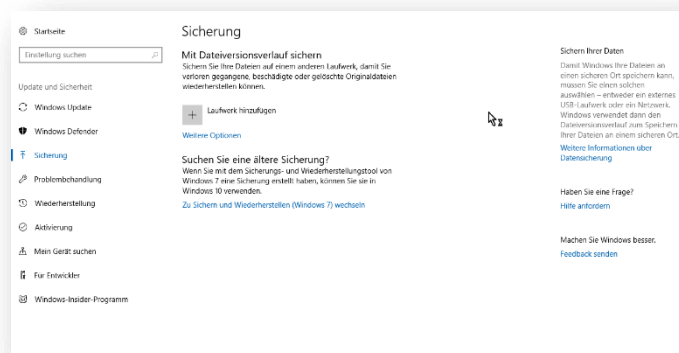 Startseite
Einstellung suchen
Update und Sicherheit
Windows Update
Windows Defender
Sicherung
Problembehandlung
Wiederherstellung
Aktivierung
Mein Gerät suchen
Für Entwickler
Windows-Insider-Programm
Sicherung
Mit Dateiversionsverlauf sichern
Sichern Sie Ihre Dateien auf einem anderen Laufwerk, damit Sie
verloren gegangene, beschädigte oder gelöschte Originaldateien
wiederherstellen können.
Laufwerk hinzufügen
Weitere Optionen
Suchen Sie eine ältere Sicherung?
Wenn Sie mit dem Sicherungs- und Wiederherstellungstool von
Windows 7 eine Sicherung erstellt haben, können Sie sie in
Windows 10 verwenden.
Zu Sichern und Wiederherstellen (Windows 7) wechseln
Sichern Ihrer Daten
Damit Windows Ihre Dateien an
einen sicheren Ort speichern kann,
müssen Sie einen solchen
auswählen – entweder ein externes
USB-Laufwerk oder ein Netzwerk.
Windows verwendet dann den
Dateiversionsverlauf zum Speichern
Ihrer Dateien an einem sicheren Ort.
Weitere Informationen über
Datensicherung
Haben Sie eine Frage?
Hilfe anfordern
Machen Sie Windows besser.
Feedback senden